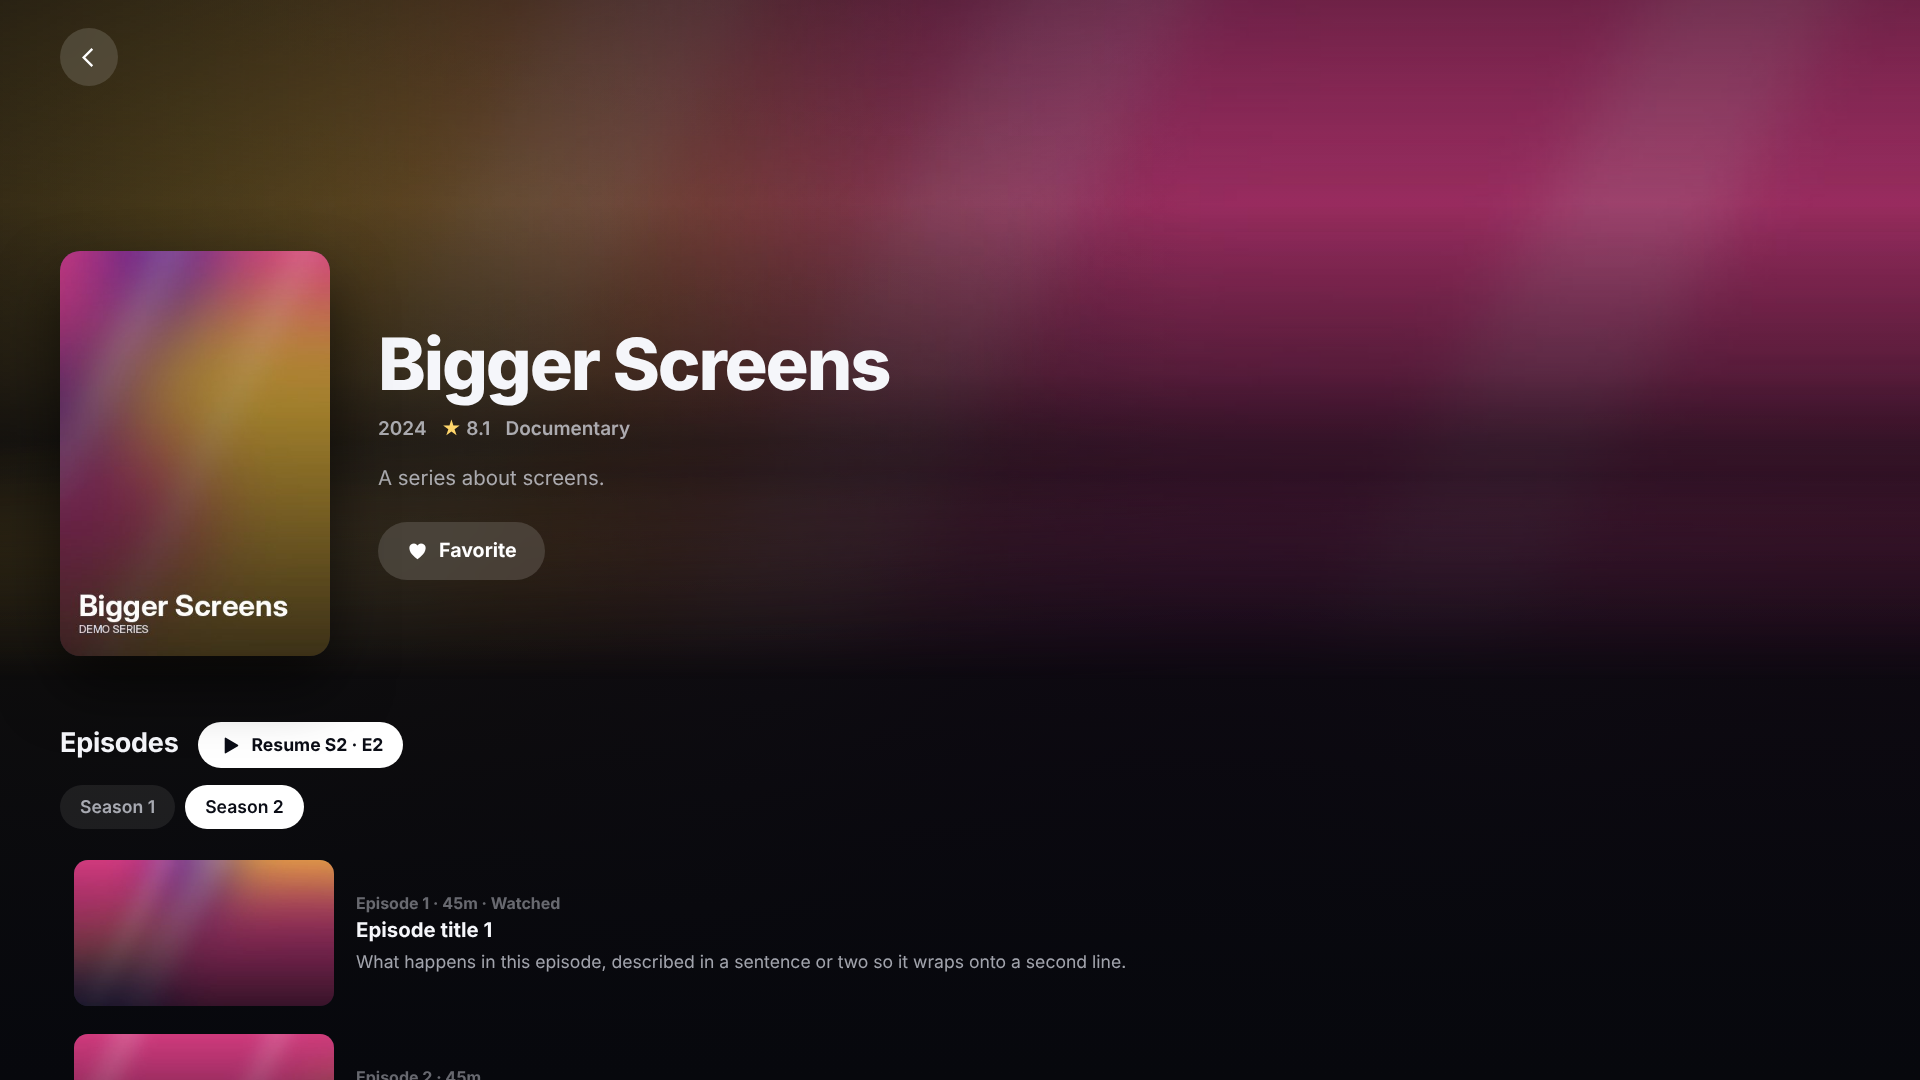 Bigger Screens
2024 ★ 8.1 Documentary
A series about screens.
Favorite
Bigger Screens
DEMO SERIES
Episodes
Resume S2 · E2
Season 1
Season 2
Episode 1 · 45m · Watched
Episode title 1
What happens in this episode, described in a sentence or two so it wraps onto a second line.
Episode 2 · 45m